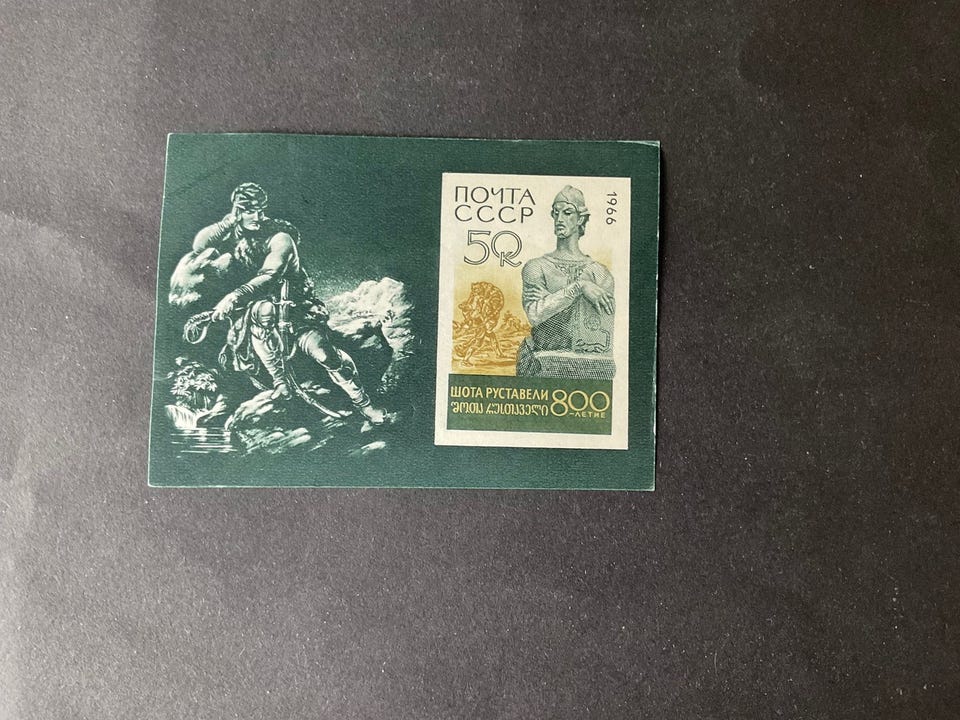 ПОЧТА
СССР
50 К
1966
ШОТА РУСТАВЕЛИ
შოთა რუსთაველი
800
-ЛЕТИЕ